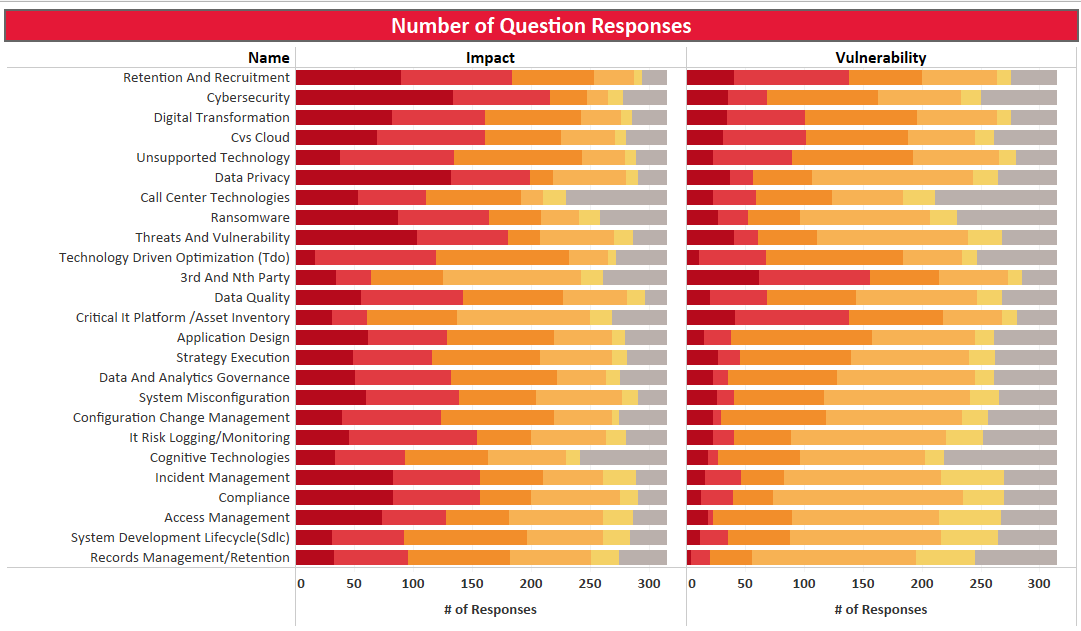 Number of Question Responses
Name Impact Vulnerability
Retention And Recruitment
Cybersecurity
Digital Transformation
Cvs Cloud
Unsupported Technology
Data Privacy
Call Center Technologies
Ransomware
Threats And Vulnerability
Technology Driven Optimization (Tdo)
3rd And Nth Party
Data Quality
Critical It Platform /Asset Inventory
Application Design
Strategy Execution
Data And Analytics Governance
System Misconfiguration
Configuration Change Management
It Risk Logging/Monitoring
Cognitive Technologies
Incident Management
Compliance
Access Management
System Development Lifecycle(Sdlc)
Records Management/Retention
0 50 100 150 200 250 300 0 50 100 150 200 250 300
# of Responses # of Responses